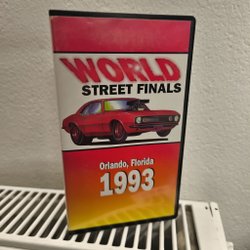 WORLD
STREET FINALS
Orlando, Florida
1993